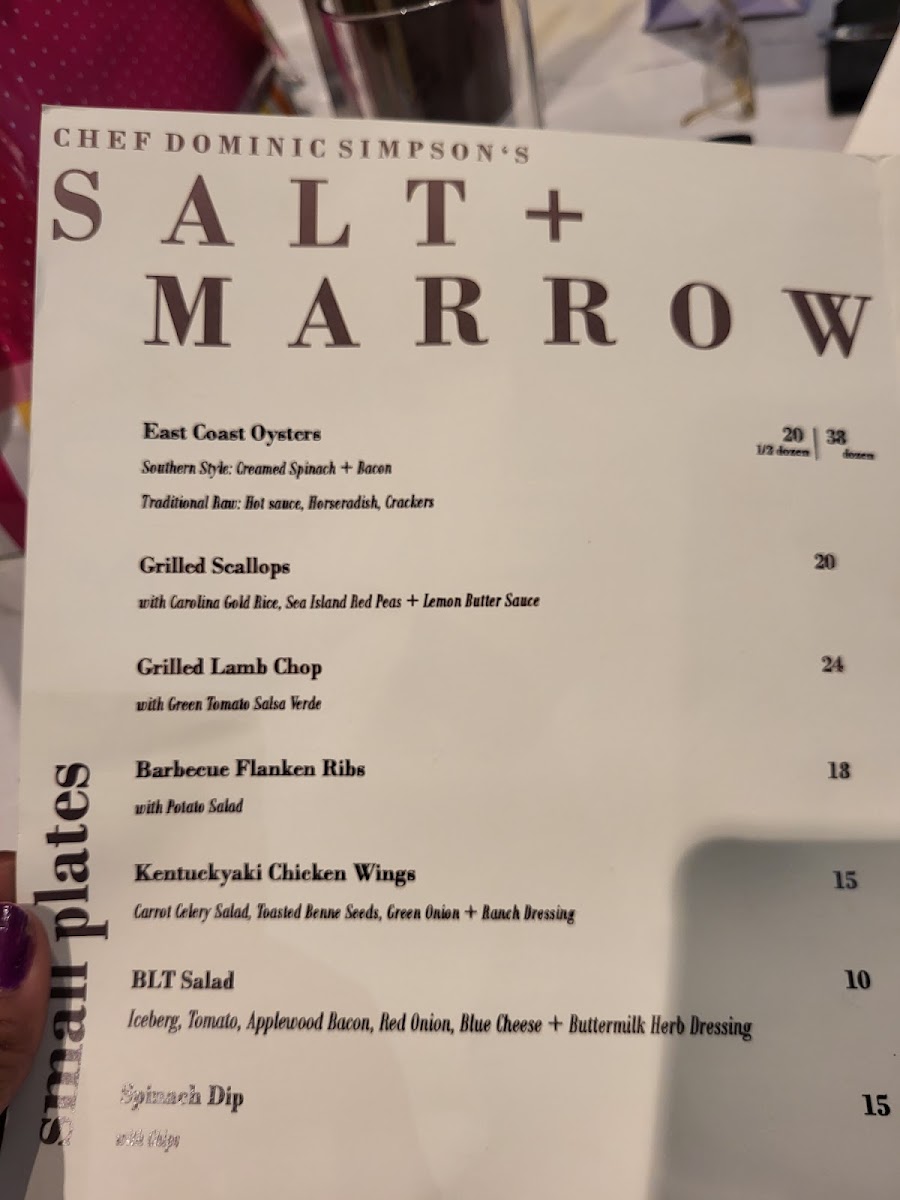 CHEF DOMINIC SIMPSON'S
SALT+
MARROW
East Coast Oysters 20 | 38
1/2 dozen dozen
Southern Style: Creamed Spinach + Bacon
Traditional Raw: Hot sauce, Horseradish, Crackers
Grilled Scallops 20
with Carolina Gold Rice, Sea Island Red Peas + Lemon Butter Sauce
Grilled Lamb Chop 24
with Green Tomato Salsa Verde
Barbecue Flanken Ribs 18
with Potato Salad
Kentuckyaki Chicken Wings 15
Carrot Celery Salad, Toasted Benne Seeds, Green Onion + Ranch Dressing
BLT Salad 10
Iceberg, Tomato, Applewood Bacon, Red Onion, Blue Cheese + Buttermilk Herb Dressing
Spinach Dip 15
with Chips
small plates